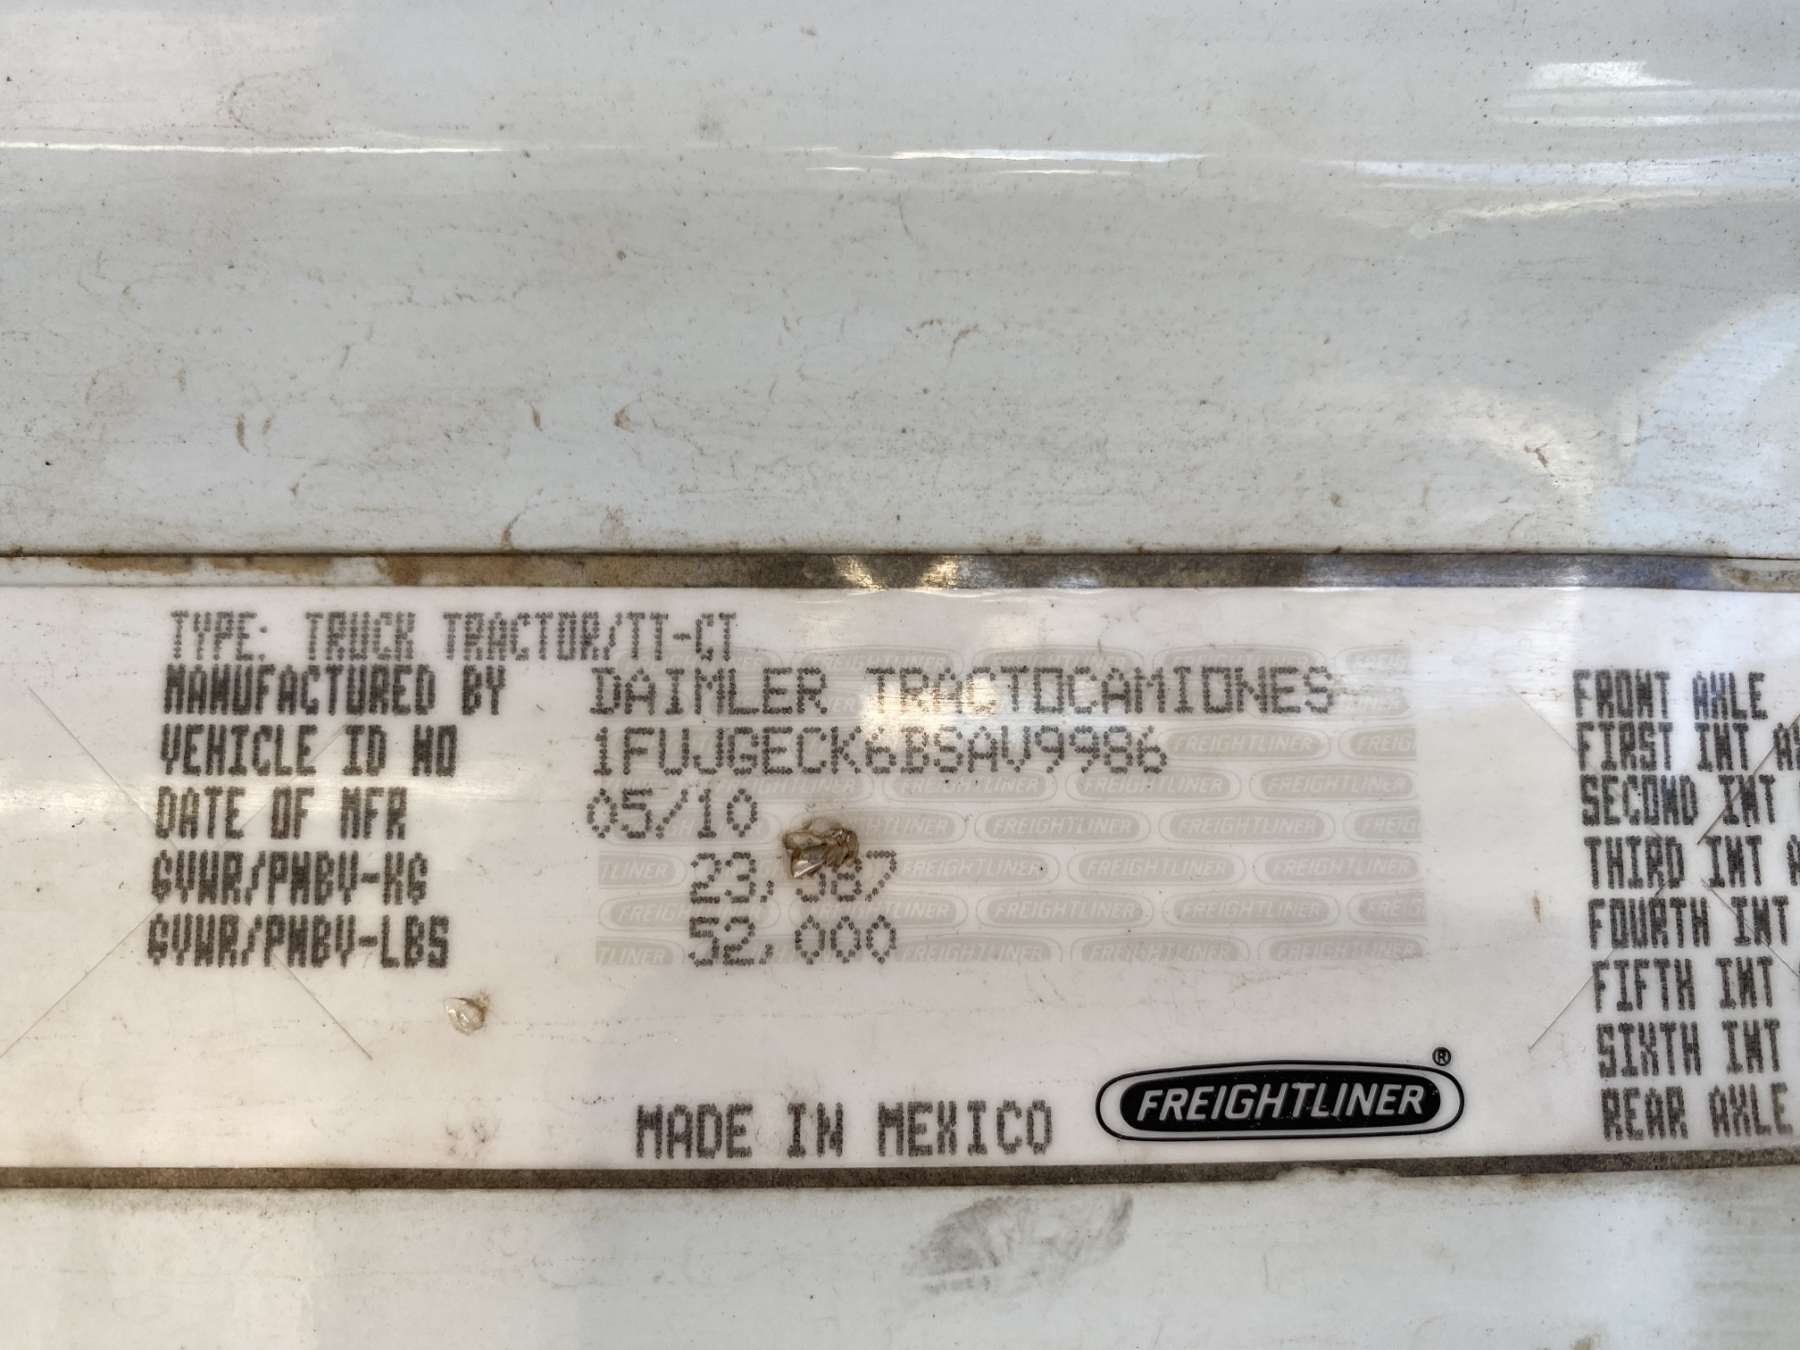 TYPE: TRUCK TRACTOR/TT-CT
MANUFACTURED BY DAIMLER TRACTOCAMIONES
VEHICLE ID NO 1FUJGECK6BSAV9986
DATE OF MFR 05/10
GVWR/PNBV-KG 23,587
GVWR/PNBV-LBS 52,000
MADE IN MEXICO FREIGHTLINER®
FRONT AXLE
FIRST INT
SECOND INT
THIRD INT
FOURTH INT
FIFTH INT
SIXTH INT
REAR AXLE